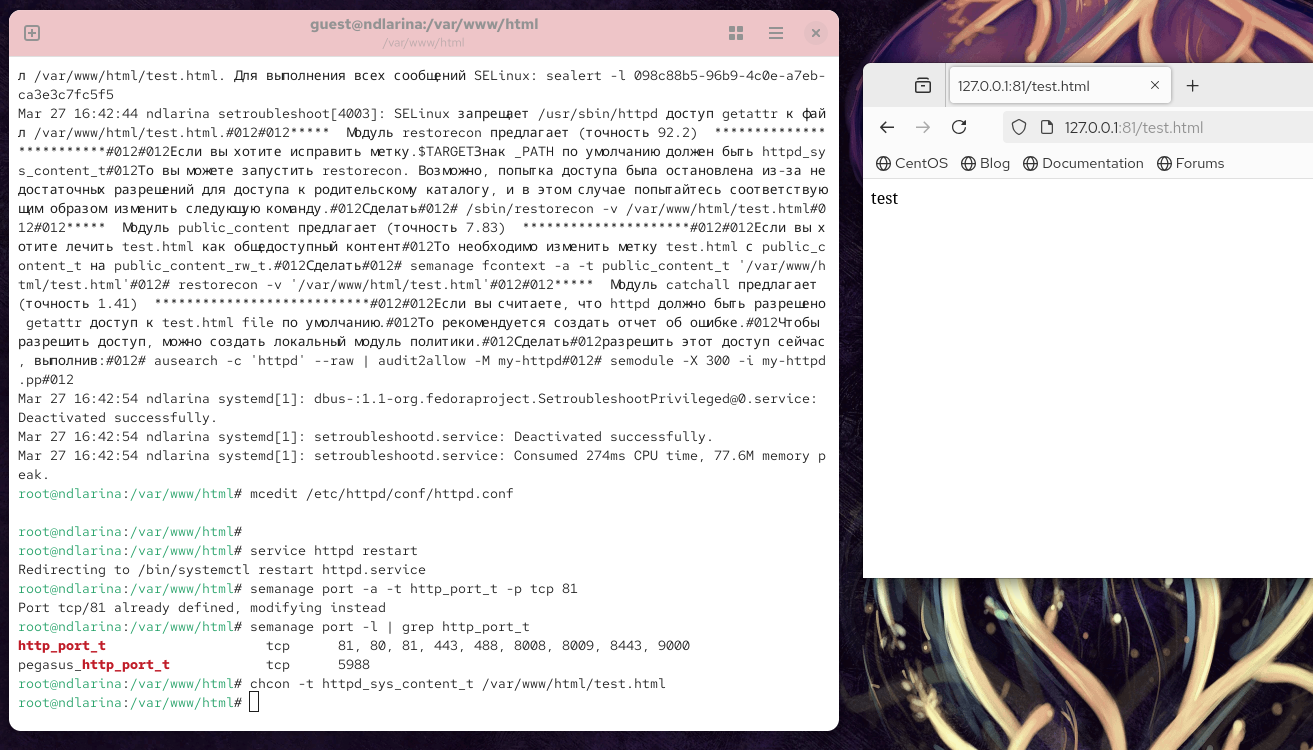 guest@ndlarina:/var/www/html
/var/www/html
л /var/www/html/test.html. Для выполнения всех сообщений SELinux: sealert -l 098c88b5-96b9-4c0e-a7eb-
ca3e3c7fc5f5
Mar 27 16:42:44 ndlarina setroubleshoot[4003]: SELinux запрещает /usr/sbin/httpd доступ getattr к фай
л /var/www/html/test.html.#012#012*****  Модуль restorecon предлагает (точность 92.2)  **************
***********#012#012Если вы хотите исправить метку.$TARGETЗнак _PATH по умолчанию должен быть httpd_sy
s_content_t#012То вы можете запустить restorecon. Возможно, попытка доступа была остановлена из-за не
достаточных разрешений для доступа к родительскому каталогу, и в этом случае попытайтесь соответствую
щим образом изменить следующую команду.#012Сделать#012# /sbin/restorecon -v /var/www/html/test.html#0
12#012*****  Модуль public_content предлагает (точность 7.83)  *********************#012#012Если вы х
отите лечить test.html как общедоступный контент#012То необходимо изменить метку test.html с public_c
ontent_t на public_content_rw_t.#012Сделать#012# semanage fcontext -a -t public_content_t '/var/www/h
tml/test.html'#012# restorecon -v '/var/www/html/test.html'#012#012*****  Модуль catchall предлагает
(точность 1.41)  ***************************#012#012Если вы считаете, что httpd должно быть разрешено
 getattr доступ к test.html file по умолчанию.#012То рекомендуется создать отчет об ошибке.#012Чтобы
разрешить доступ, можно создать локальный модуль политики.#012Сделать#012разрешить этот доступ сейчас
, выполнив:#012# ausearch -c 'httpd' --raw | audit2allow -M my-httpd#012# semodule -X 300 -i my-httpd
.pp#012
Mar 27 16:42:54 ndlarina systemd[1]: dbus-:1.1-org.fedoraproject.SetroubleshootPrivileged@0.service:
Deactivated successfully.
Mar 27 16:42:54 ndlarina systemd[1]: setroubleshootd.service: Deactivated successfully.
Mar 27 16:42:54 ndlarina systemd[1]: setroubleshootd.service: Consumed 274ms CPU time, 77.6M memory p
eak.
root@ndlarina:/var/www/html# mcedit /etc/httpd/conf/httpd.conf
root@ndlarina:/var/www/html#
root@ndlarina:/var/www/html# service httpd restart
Redirecting to /bin/systemctl restart httpd.service
root@ndlarina:/var/www/html# semanage port -a -t http_port_t -p tcp 81
Port tcp/81 already defined, modifying instead
root@ndlarina:/var/www/html# semanage port -l | grep http_port_t
http_port_t                    tcp      81, 80, 81, 443, 488, 8008, 8009, 8443, 9000
pegasus_http_port_t            tcp      5988
root@ndlarina:/var/www/html# chcon -t httpd_sys_content_t /var/www/html/test.html
root@ndlarina:/var/www/html#
127.0.0.1:81/test.html
127.0.0.1:81/test.html
CentOS Blog Documentation Forums
test